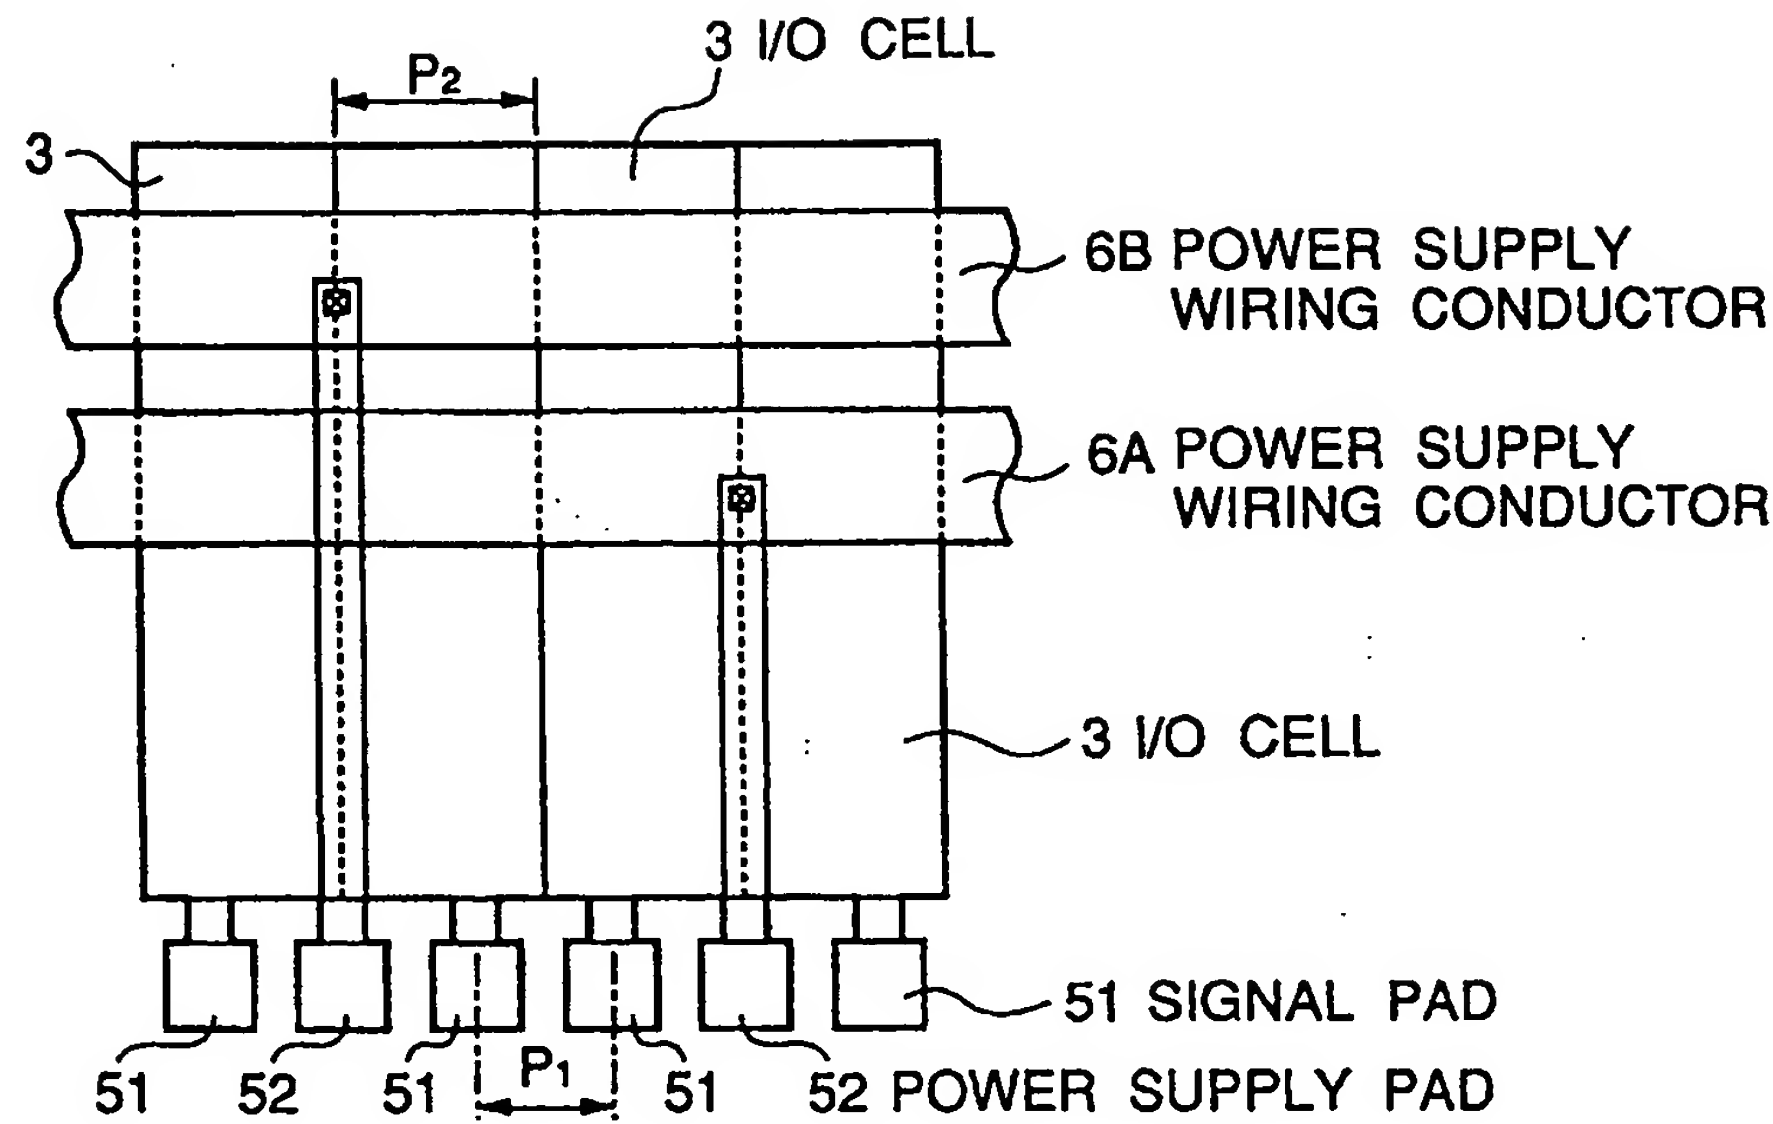 3 I/O CELL
P2
3
6B POWER SUPPLY
WIRING CONDUCTOR
6A POWER SUPPLY
WIRING CONDUCTOR
3 I/O CELL
51 SIGNAL PAD
P1
51 52 51 51 52 POWER SUPPLY PAD